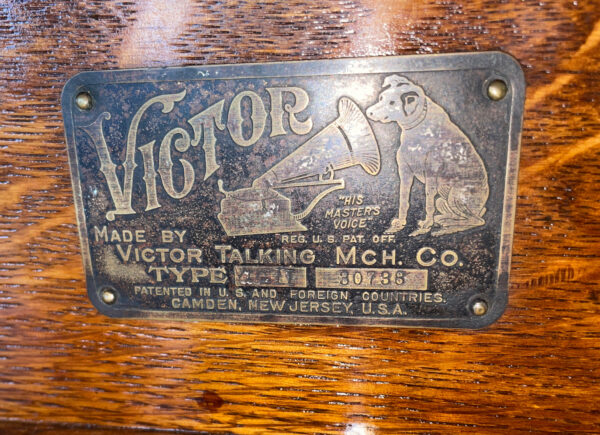 VICTOR
"HIS
MASTER'S
VOICE"
REG. U.S. PAT. OFF.
MADE BY
VICTOR TALKING MCH. CO.
TYPE 30736
PATENTED IN U.S. AND FOREIGN COUNTRIES.
CAMDEN, NEW JERSEY, U.S.A.